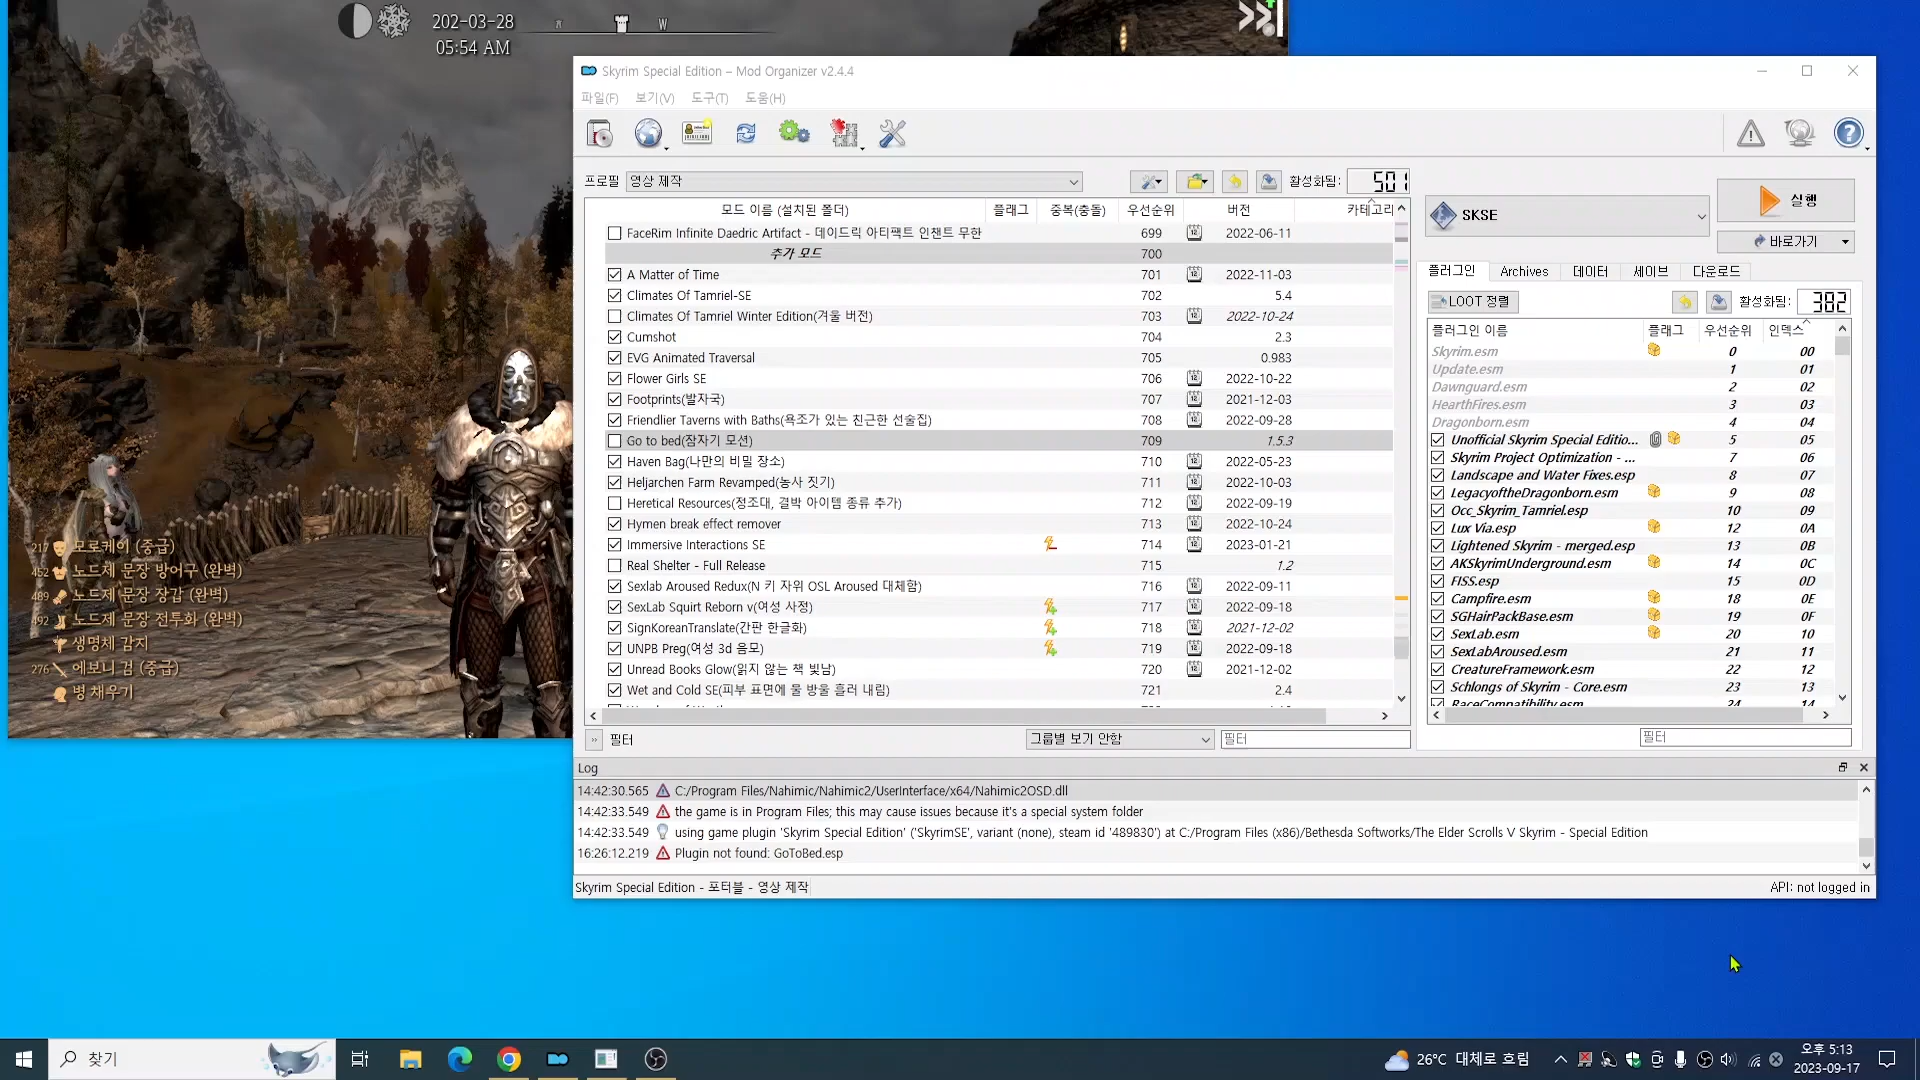 202-03-28
W
05:54 AM
217 모로케이 (중급)
452 노드제 문장 방어구 (완벽)
489 노드제 문장 장갑 (완벽)
492 노드제 문장 전투화 (완벽)
생명체 감지
276 에보니 검 (중급)
병 채우기
Skyrim Special Edition – Mod Organizer v2.4.4
파일(F) 보기(V) 도구(T) 도움(H)
프로필 영상 제작 활성화됨: 501
모드 이름 (설치된 폴더) 플래그 중복(충돌) 우선순위 버전 카테고리
FaceRim Infinite Daedric Artifact - 데이드릭 아티팩트 인챈트 무한 699 2022-06-11
추가 모드 700
A Matter of Time 701 2022-11-03
Climates Of Tamriel-SE 702 5.4
Climates Of Tamriel Winter Edition(겨울 버전) 703 2022-10-24
Cumshot 704 2.3
EVG Animated Traversal 705 0.983
Flower Girls SE 706 2022-10-22
Footprints(발자국) 707 2021-12-03
Friendlier Taverns with Baths(욕조가 있는 친근한 선술집) 708 2022-09-28
Go to bed(잠자기 모션) 709 1.5.3
Haven Bag(나만의 비밀 장소) 710 2022-05-23
Heljarchen Farm Revamped(농사 짓기) 711 2022-10-03
Heretical Resources(정조대, 결박 아이템 종류 추가) 712 2022-09-19
Hymen break effect remover 713 2022-10-24
Immersive Interactions SE 714 2023-01-21
Real Shelter - Full Release 715 1.2
Sexlab Aroused Redux(N 키 자위 OSL Aroused 대체함) 716 2022-09-11
SexLab Squirt Reborn v(여성 사정) 717 2022-09-18
SignKoreanTranslate(간판 한글화) 718 2021-12-02
UNPB Preg(여성 3d 음모) 719 2022-09-18
Unread Books Glow(읽지 않는 책 빛남) 720 2021-12-02
Wet and Cold SE(피부 표면에 물 방울 흘러 내림) 721 2.4
필터 그룹별 보기 안함 필터
SKSE 실행
바로가기
플러그인 Archives 데이터 세이브 다운로드
LOOT 정렬 활성화됨: 382
플러그인 이름 플래그 우선순위 인덱스
Skyrim.esm 0 00
Update.esm 1 01
Dawnguard.esm 2 02
HearthFires.esm 3 03
Dragonborn.esm 4 04
Unofficial Skyrim Special Editio... 5 05
Skyrim Project Optimization - ... 7 06
Landscape and Water Fixes.esp 8 07
LegacyoftheDragonborn.esm 9 08
Occ_Skyrim_Tamriel.esp 10 09
Lux Via.esp 12 0A
Lightened Skyrim - merged.esp 13 0B
AKSkyrimUnderground.esm 14 0C
FISS.esp 15 0D
Campfire.esm 18 0E
SGHairPackBase.esm 19 0F
SexLab.esm 20 10
SexLabAroused.esm 21 11
CreatureFramework.esm 22 12
Schlongs of Skyrim - Core.esm 23 13
RaceCompatibility.esm 24 14
필터
Log
14:42:30.565 C:/Program Files/Nahimic/Nahimic2/UserInterface/x64/Nahimic2OSD.dll
14:42:33.549 the game is in Program Files; this may cause issues because it's a special system folder
14:42:33.549 using game plugin 'Skyrim Special Edition' ('SkyrimSE', variant (none), steam id '489830') at C:/Program Files (x86)/Bethesda Softworks/The Elder Scrolls V Skyrim - Special Edition
16:26:12.219 Plugin not found: GoToBed.esp
Skyrim Special Edition - 포터블 - 영상 제작 API: not logged in
찾기 26°C 대체로 흐림 오후 5:13
2023-09-17